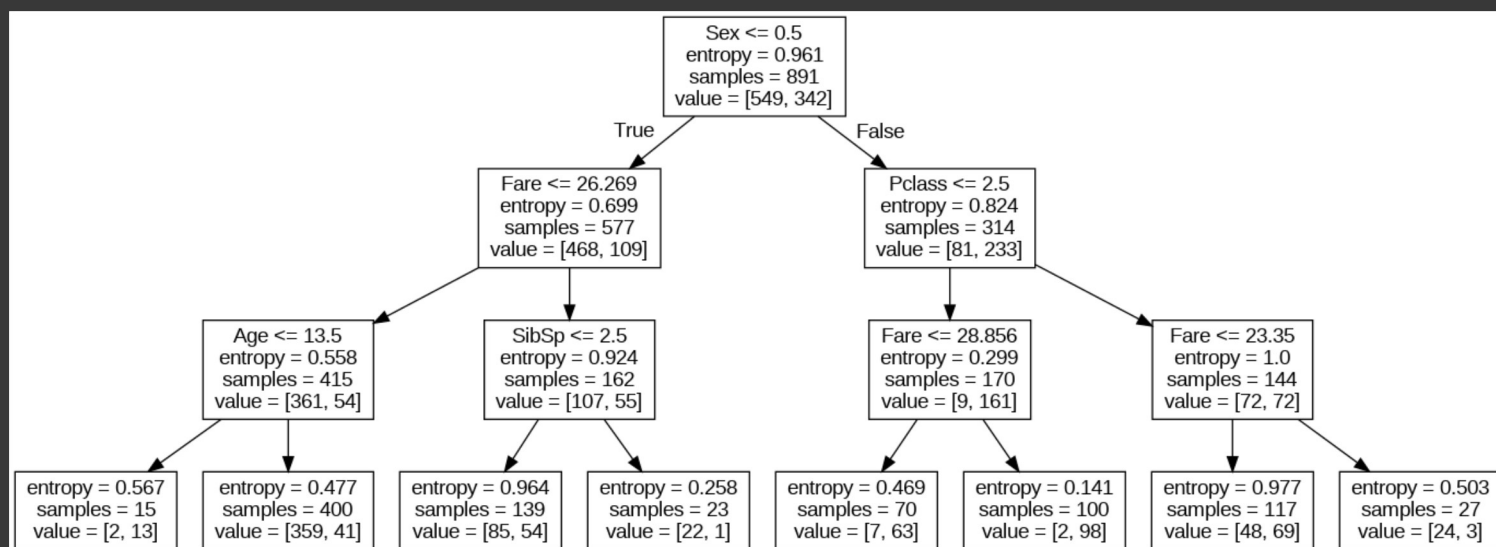 Sex <= 0.5
entropy = 0.961
samples = 891
value = [549, 342]
True
False
Fare <= 26.269
entropy = 0.699
samples = 577
value = [468, 109]
Pclass <= 2.5
entropy = 0.824
samples = 314
value = [81, 233]
Age <= 13.5
entropy = 0.558
samples = 415
value = [361, 54]
SibSp <= 2.5
entropy = 0.924
samples = 162
value = [107, 55]
Fare <= 28.856
entropy = 0.299
samples = 170
value = [9, 161]
Fare <= 23.35
entropy = 1.0
samples = 144
value = [72, 72]
entropy = 0.567
samples = 15
value = [2, 13]
entropy = 0.477
samples = 400
value = [359, 41]
entropy = 0.964
samples = 139
value = [85, 54]
entropy = 0.258
samples = 23
value = [22, 1]
entropy = 0.469
samples = 70
value = [7, 63]
entropy = 0.141
samples = 100
value = [2, 98]
entropy = 0.977
samples = 117
value = [48, 69]
entropy = 0.503
samples = 27
value = [24, 3]